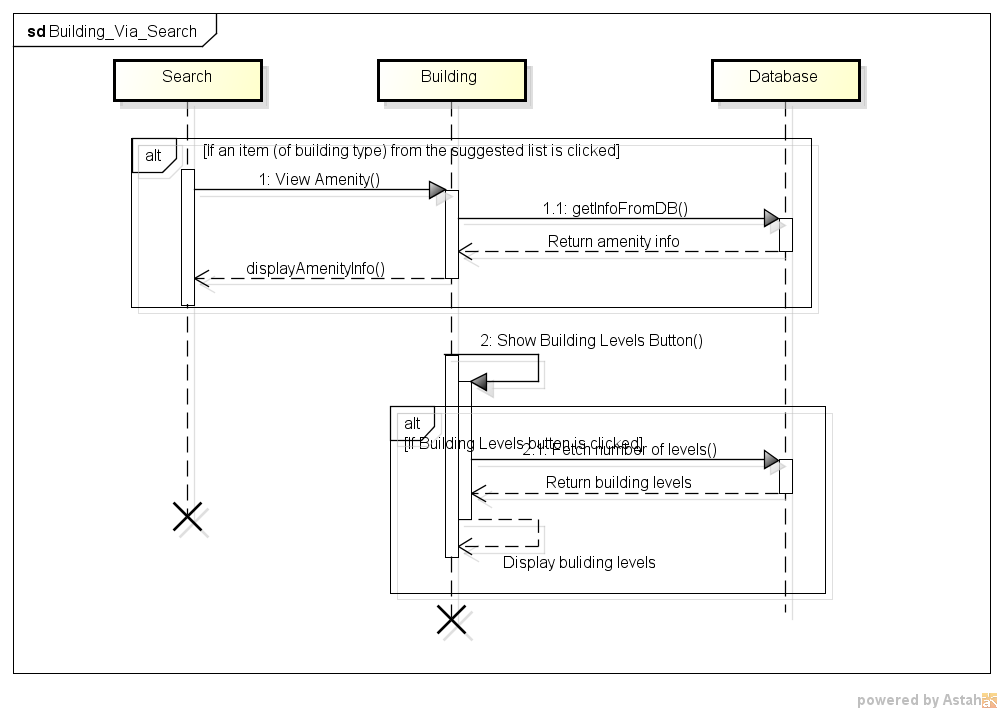 sd Building_Via_Search
Search
Building
Database
alt
[If an item (of building type) from the suggested list is clicked]
1: View Amenity()
1.1: getInfoFromDB()
Return amenity info
displayAmenityInfo()
2: Show Building Levels Button()
alt
[If Building Levels button is clicked]
2.1: Fetch number of levels()
Return building levels
Display buliding levels
powered by Astah